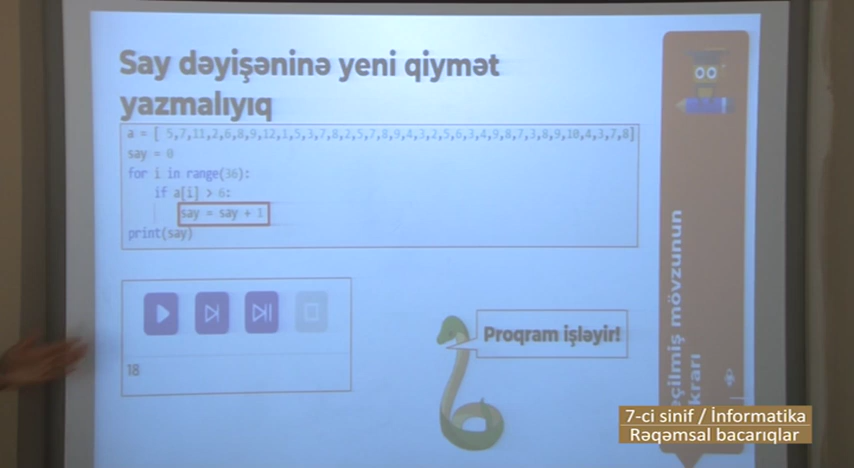 Say dəyişəninə yeni qiymət
yazmalıyıq
a = [ 5,7,11,2,6,8,9,12,1,5,3,7,8,2,5,7,8,9,4,3,2,5,6,3,4,9,8,7,3,8,9,10,4,3,7,8]
say = 0
for i in range(36):
if a[i] > 6:
say = say + 1
print(say)
18
Proqram işləyir!
eçilmiş mövzunun
krarı
7-ci sinif / İnformatika
Rəqəmsal bacarıqlar